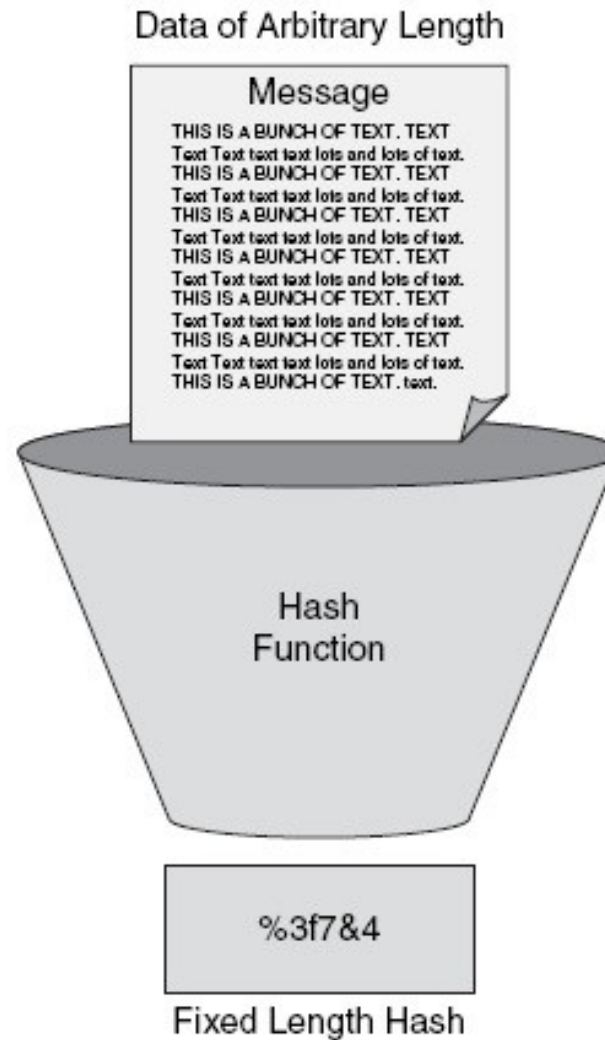 Data of Arbitrary Length
Message
THIS IS A BUNCH OF TEXT. TEXT
Text Text text text lots and lots of text.
THIS IS A BUNCH OF TEXT. TEXT
Text Text text text lots and lots of text.
THIS IS A BUNCH OF TEXT. TEXT
Text Text text text lots and lots of text.
THIS IS A BUNCH OF TEXT. TEXT
Text Text text text lots and lots of text.
THIS IS A BUNCH OF TEXT. TEXT
Text Text text text lots and lots of text.
THIS IS A BUNCH OF TEXT. TEXT
Text Text text text lots and lots of text.
THIS IS A BUNCH OF TEXT. text.
Hash
Function
%3f7&4
Fixed Length Hash